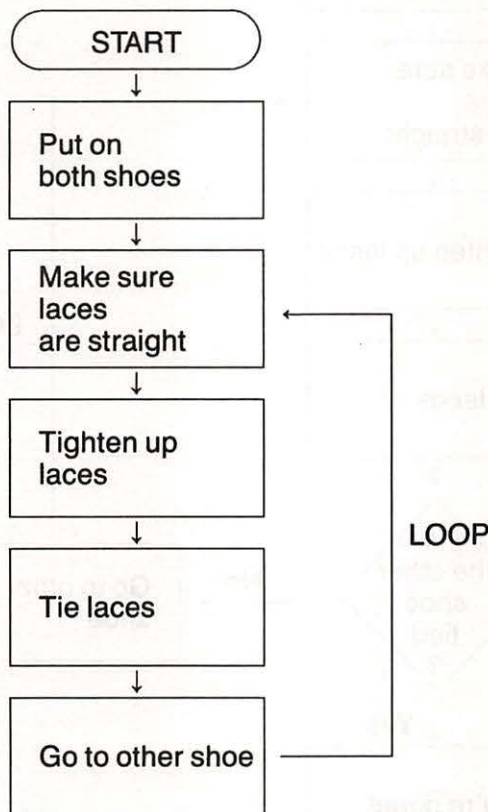 START
Put on
both shoes
Make sure
laces
are straight
Tighten up
laces
Tie laces
LOOP
Go to other shoe